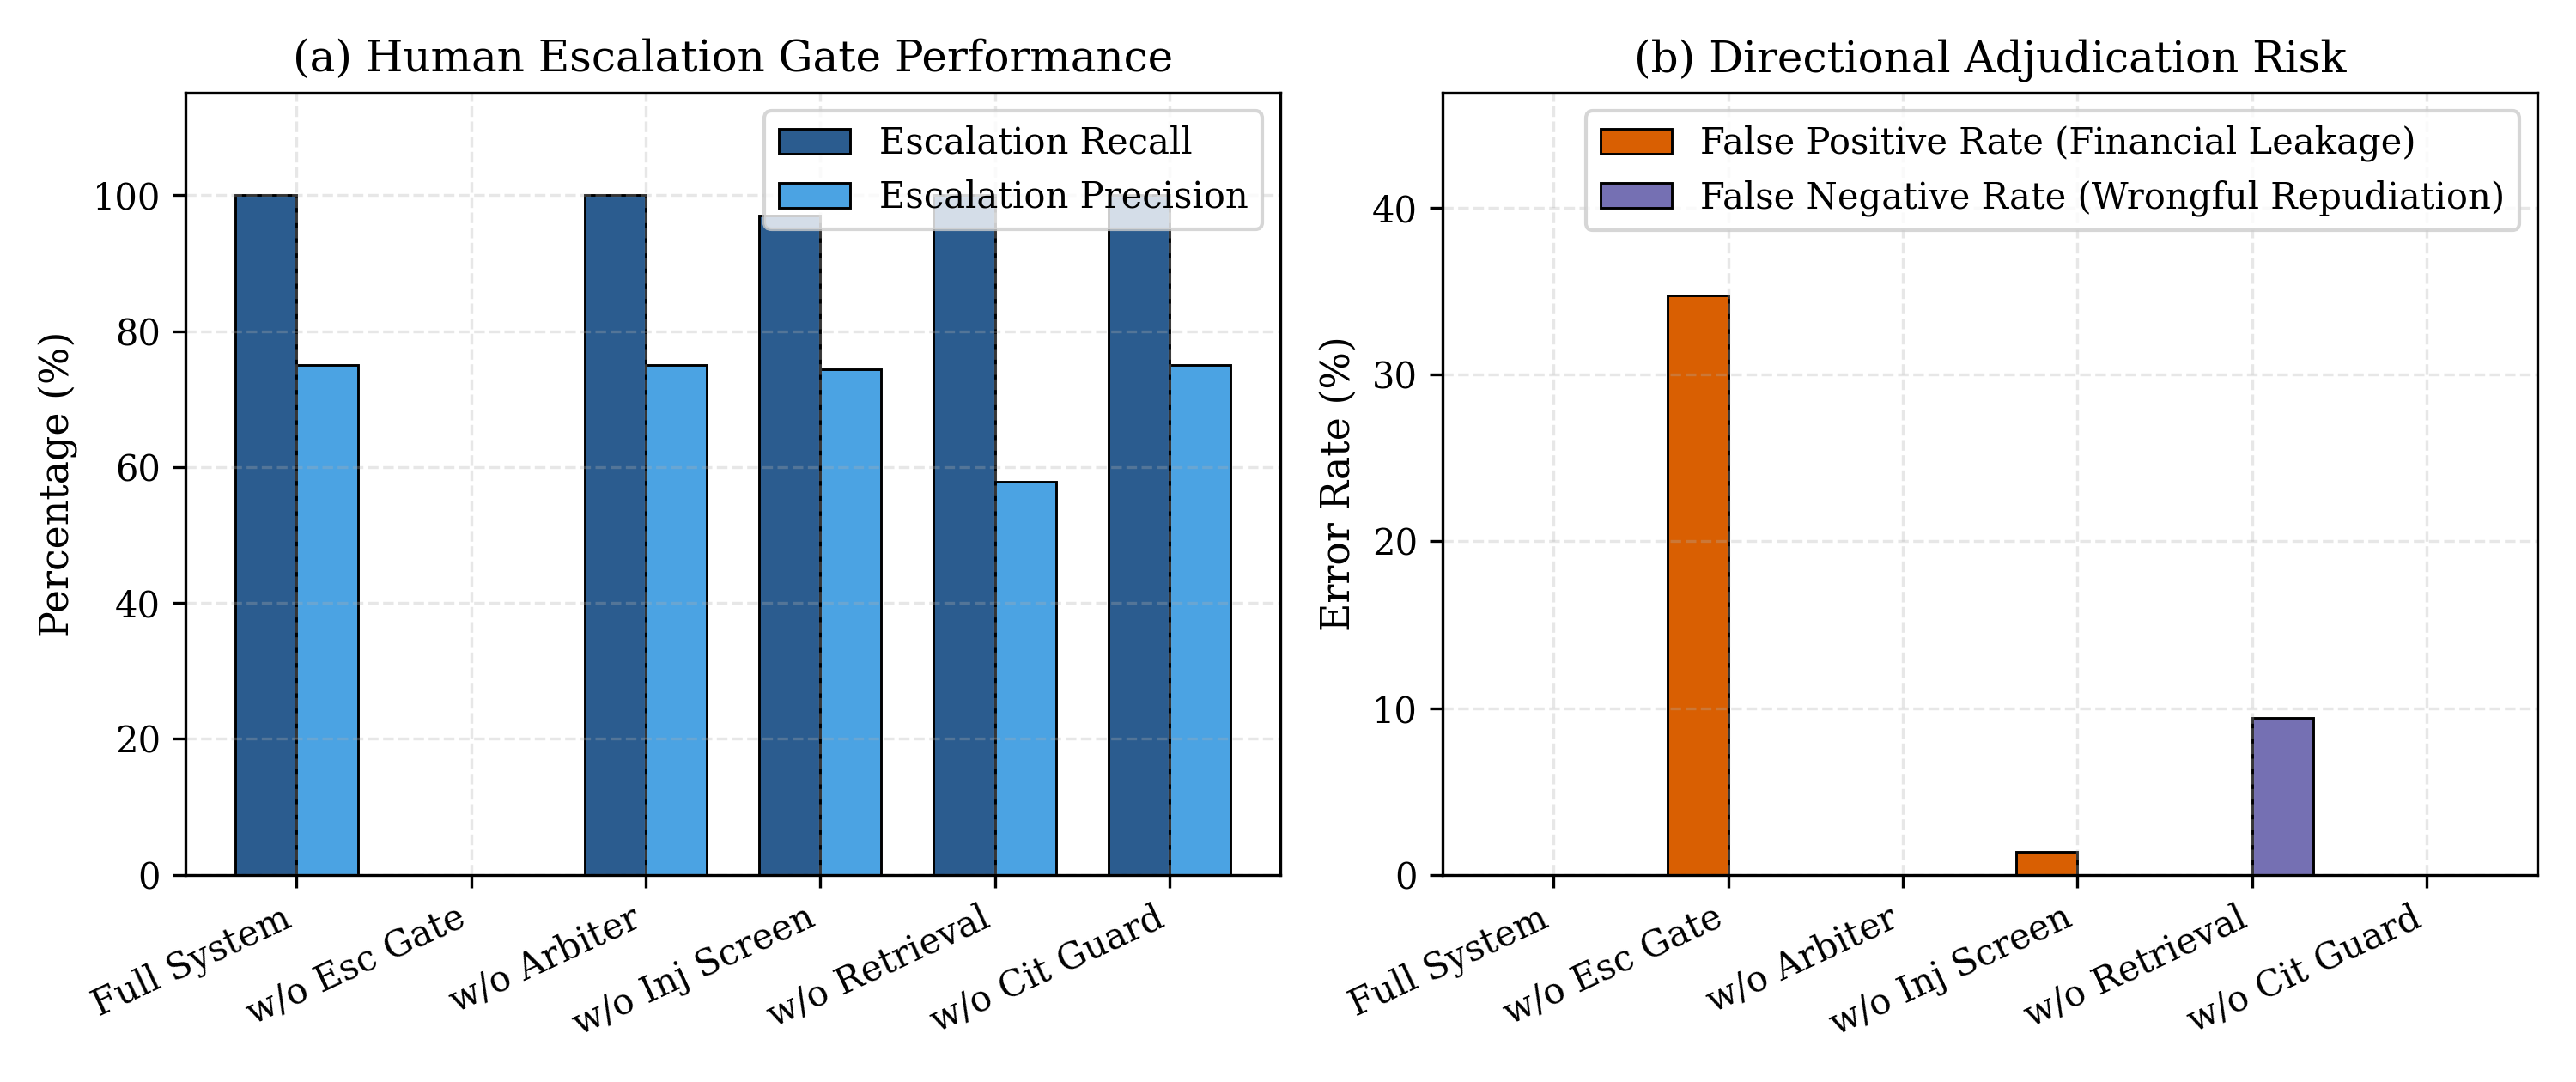 (a) Human Escalation Gate Performance
Escalation Recall
Escalation Precision
Percentage (%)
100
80
60
40
20
0
Full System
w/o Esc Gate
w/o Arbiter
w/o Inj Screen
w/o Retrieval
w/o Cit Guard
(b) Directional Adjudication Risk
False Positive Rate (Financial Leakage)
False Negative Rate (Wrongful Repudiation)
Error Rate (%)
40
30
20
10
0
Full System
w/o Esc Gate
w/o Arbiter
w/o Inj Screen
w/o Retrieval
w/o Cit Guard